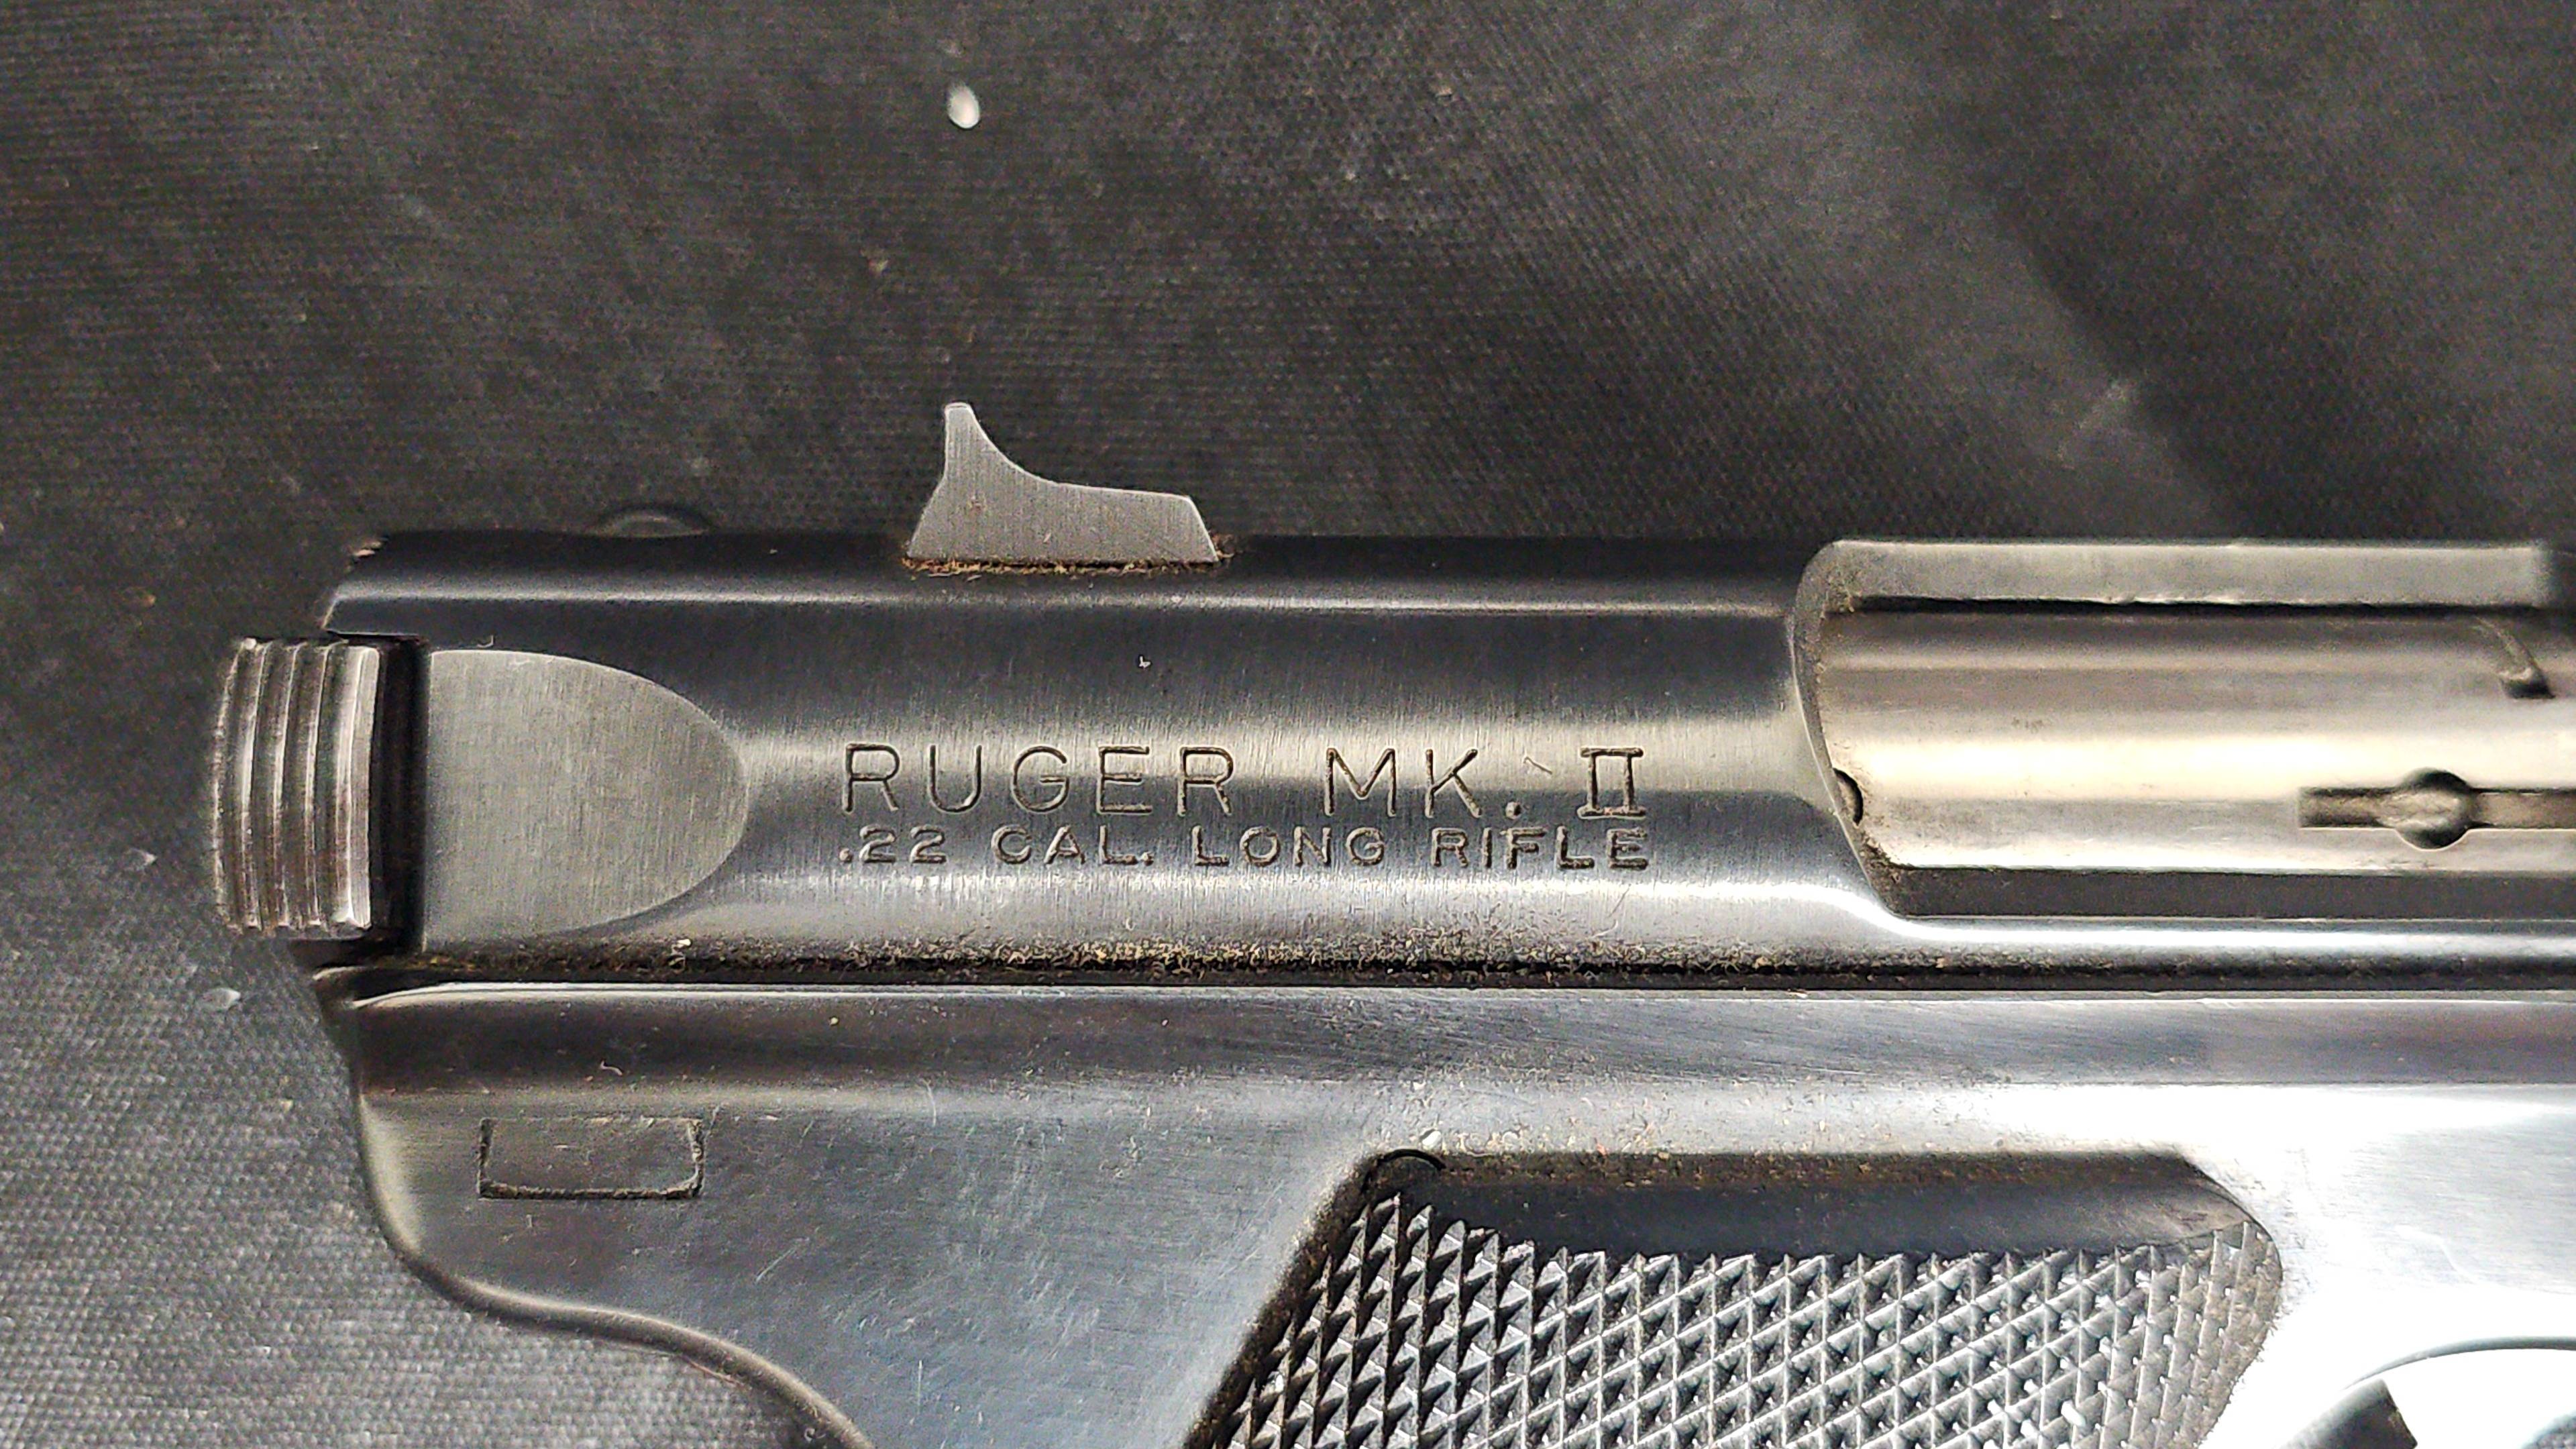 RUGER MK. II
.22 CAL. LONG RIFLE